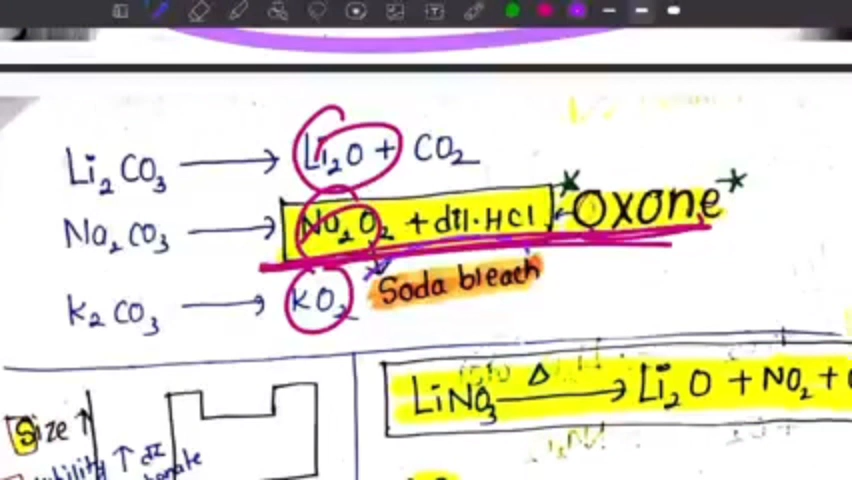 Li₂CO₃ → Li₂O + CO₂
Na₂CO₃ → Na₂O₂ + dil·HCl *Oxone*
Soda bleach
K₂CO₃ → KO₂
LiNO₃ Δ→ Li₂O + NO₂ +
Size ↑
↑